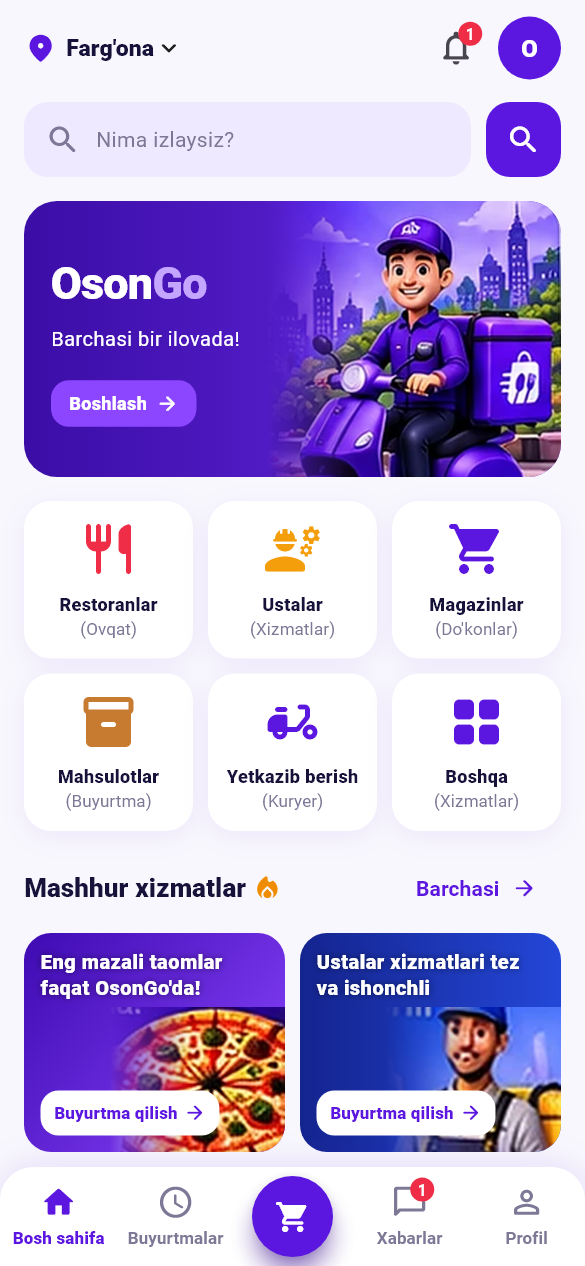 Farg'ona
1
O
Nima izlaysiz?
OsonGo
Barchasi bir ilovada!
Boshlash
Restoranlar
(Ovqat)
Ustalar
(Xizmatlar)
Magazinlar
(Do'konlar)
Mahsulotlar
(Buyurtma)
Yetkazib berish
(Kuryer)
Boshqa
(Xizmatlar)
Mashhur xizmatlar
Barchasi
Eng mazali taomlar
faqat OsonGo'da!
Buyurtma qilish
Ustalar xizmatlari tez
va ishonchli
Buyurtma qilish
Bosh sahifa
Buyurtmalar
1
Xabarlar
Profil